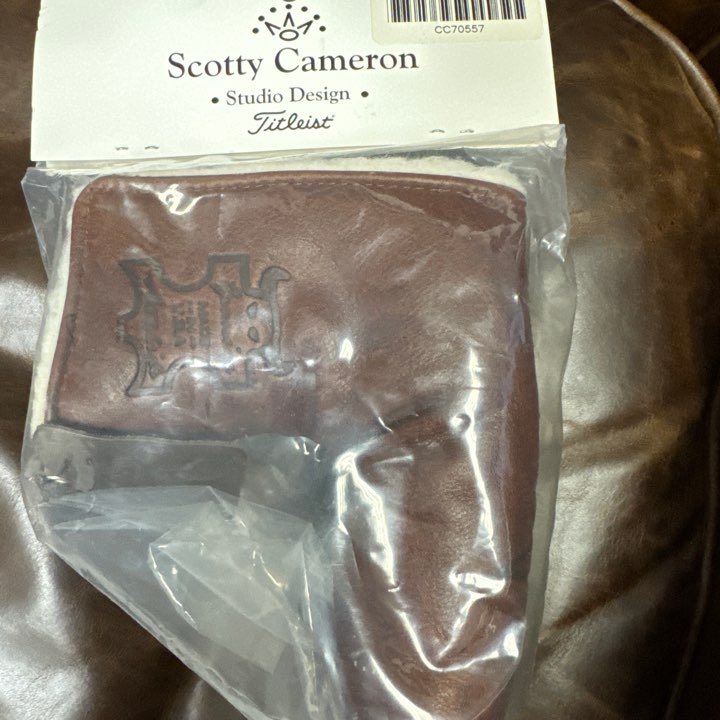 CC70557
Scotty Cameron
• Studio Design •
Titleist